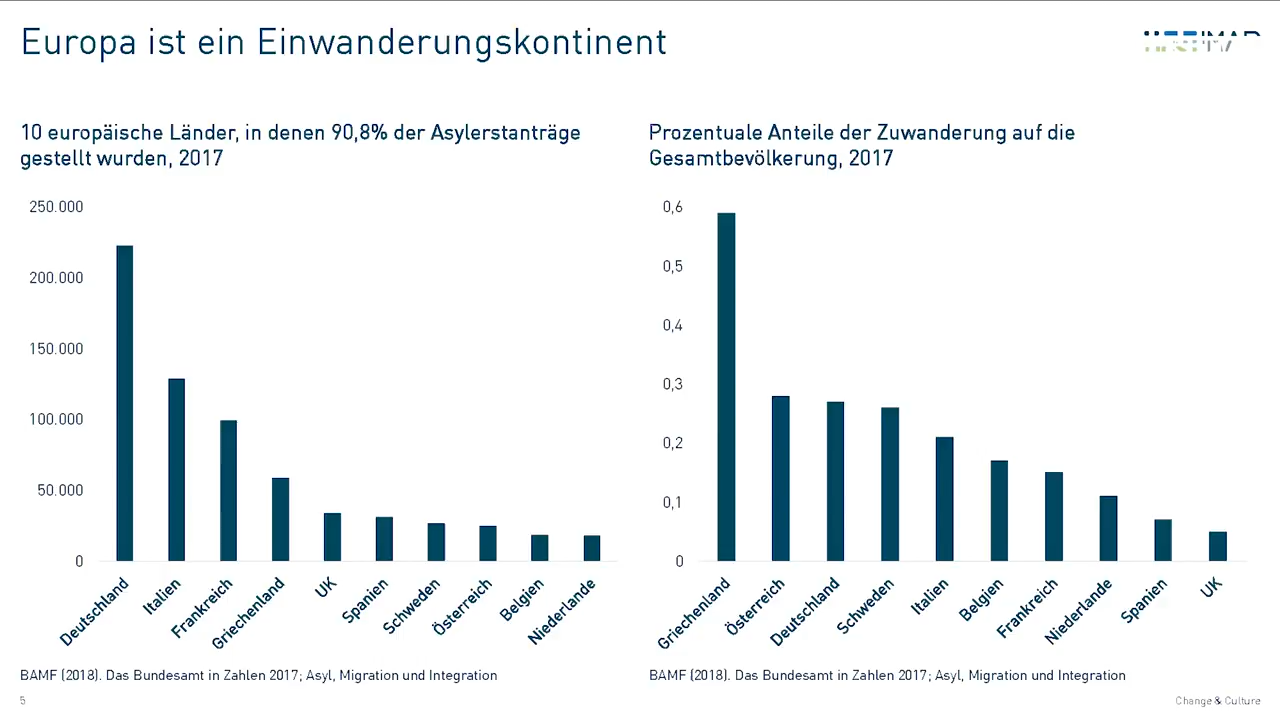 Europa ist ein Einwanderungskontinent
10 europäische Länder, in denen 90,8% der Asylerstanträge
gestellt wurden, 2017
250.000
200.000
150.000
100.000
50.000
0
Deutschland
Italien
Frankreich
Griechenland
UK
Spanien
Schweden
Österreich
Belgien
Niederlande
BAMF (2018). Das Bundesamt in Zahlen 2017; Asyl, Migration und Integration
Prozentuale Anteile der Zuwanderung auf die
Gesamtbevölkerung, 2017
0,6
0,5
0,4
0,3
0,2
0,1
0
Griechenland
Österreich
Deutschland
Schweden
Italien
Belgien
Frankreich
Niederlande
Spanien
UK
BAMF (2018). Das Bundesamt in Zahlen 2017; Asyl, Migration und Integration
5
Change & Culture